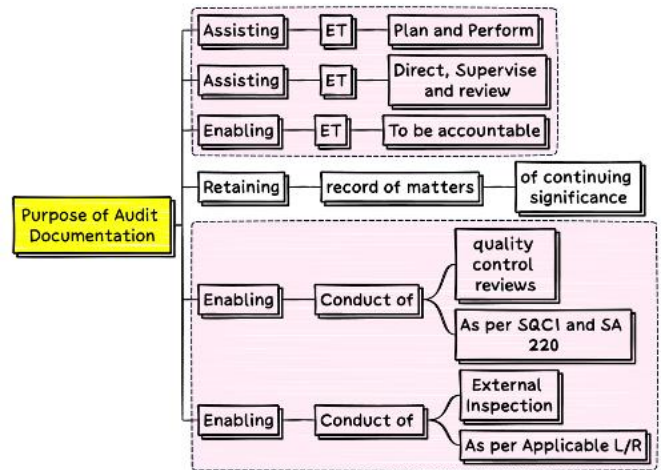 Purpose of Audit
Documentation
Assisting
ET
Plan and Perform
Assisting
ET
Direct, Supervise
and review
Enabling
ET
To be accountable
Retaining
record of matters
of continuing
significance
Enabling
Conduct of
quality
control
reviews
As per SQC1 and SA
220
Enabling
Conduct of
External
Inspection
As per Applicable L/R